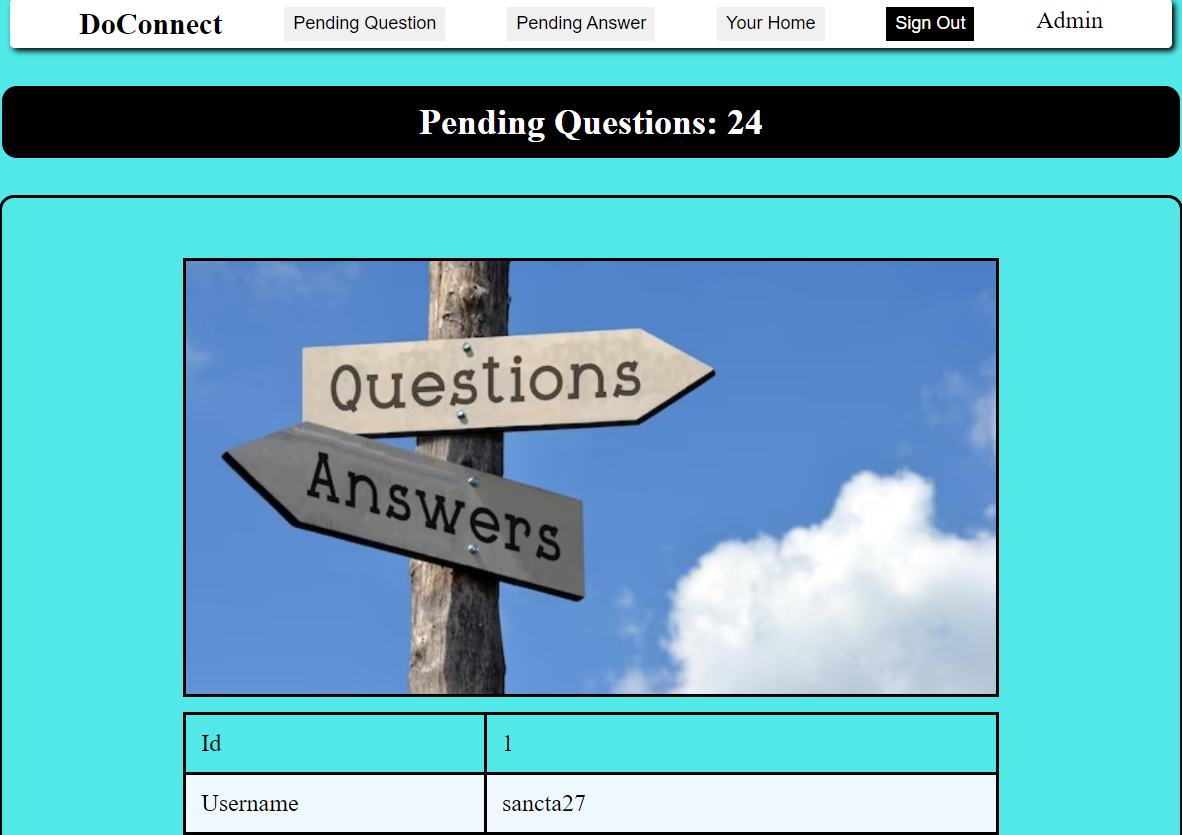 DoConnect Pending Question Pending Answer Your Home Sign Out Admin
Pending Questions: 24
Questions
Answers
Id 1
Username sancta27